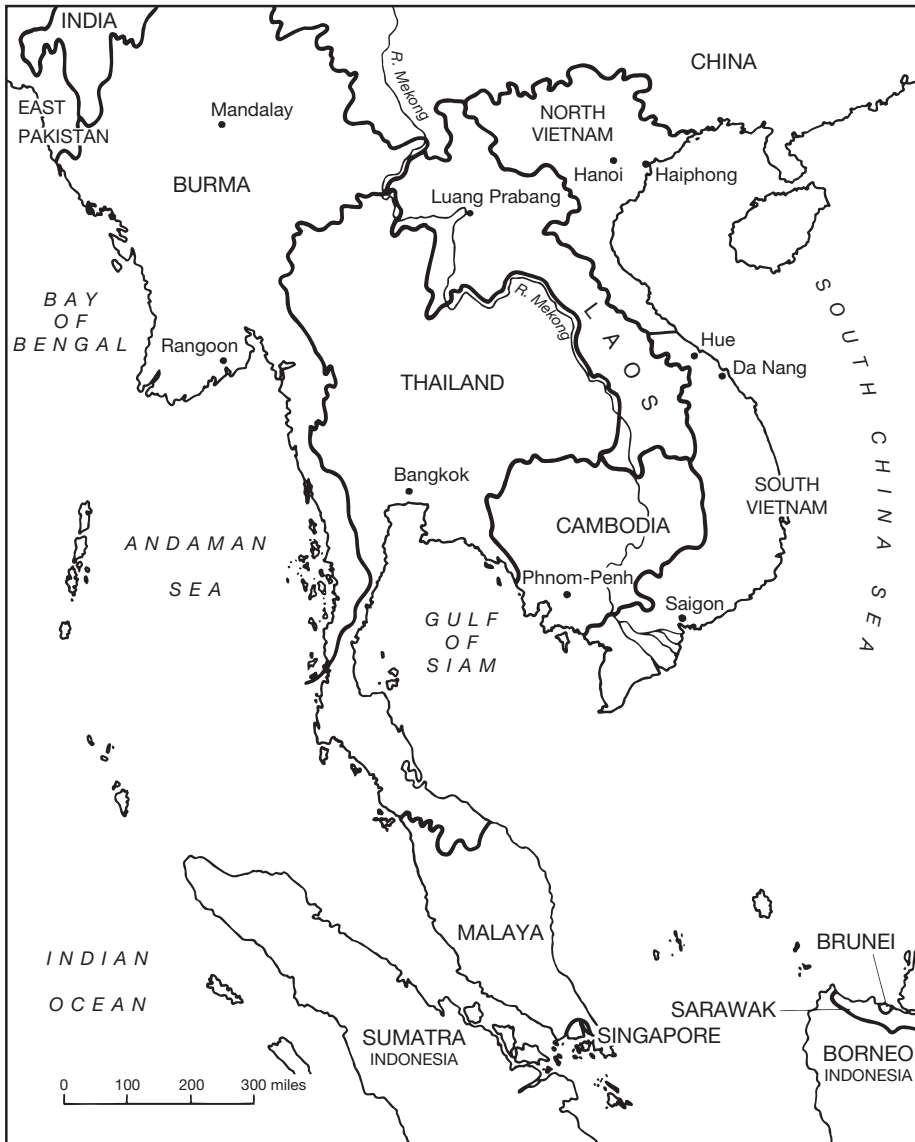 INDIA
CHINA
R. Mekong
EAST
PAKISTAN
Mandalay
NORTH
VIETNAM
Hanoi
Haiphong
BURMA
Luang Prabang
BAY
OF
BENGAL
R. Mekong
LAOS
SOUTH CHINA SEA
Rangoon
Hue
Da Nang
THAILAND
Bangkok
SOUTH
VIETNAM
CAMBODIA
ANDAMAN
SEA
Phnom-Penh
Saigon
GULF
OF
SIAM
MALAYA
BRUNEI
INDIAN
OCEAN
SARAWAK
SUMATRA
INDONESIA
SINGAPORE
BORNEO
INDONESIA
0 100 200 300 miles